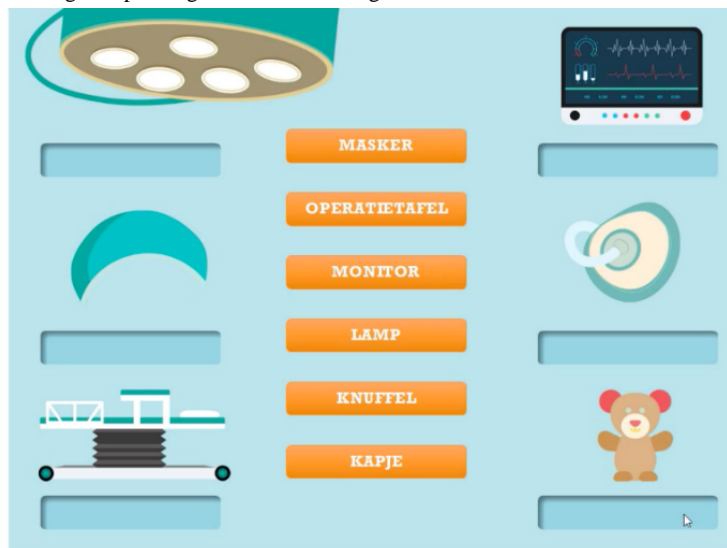 MASKER
OPERATIETAFEL
MONITOR
LAMP
KNUFFEL
KAPJE